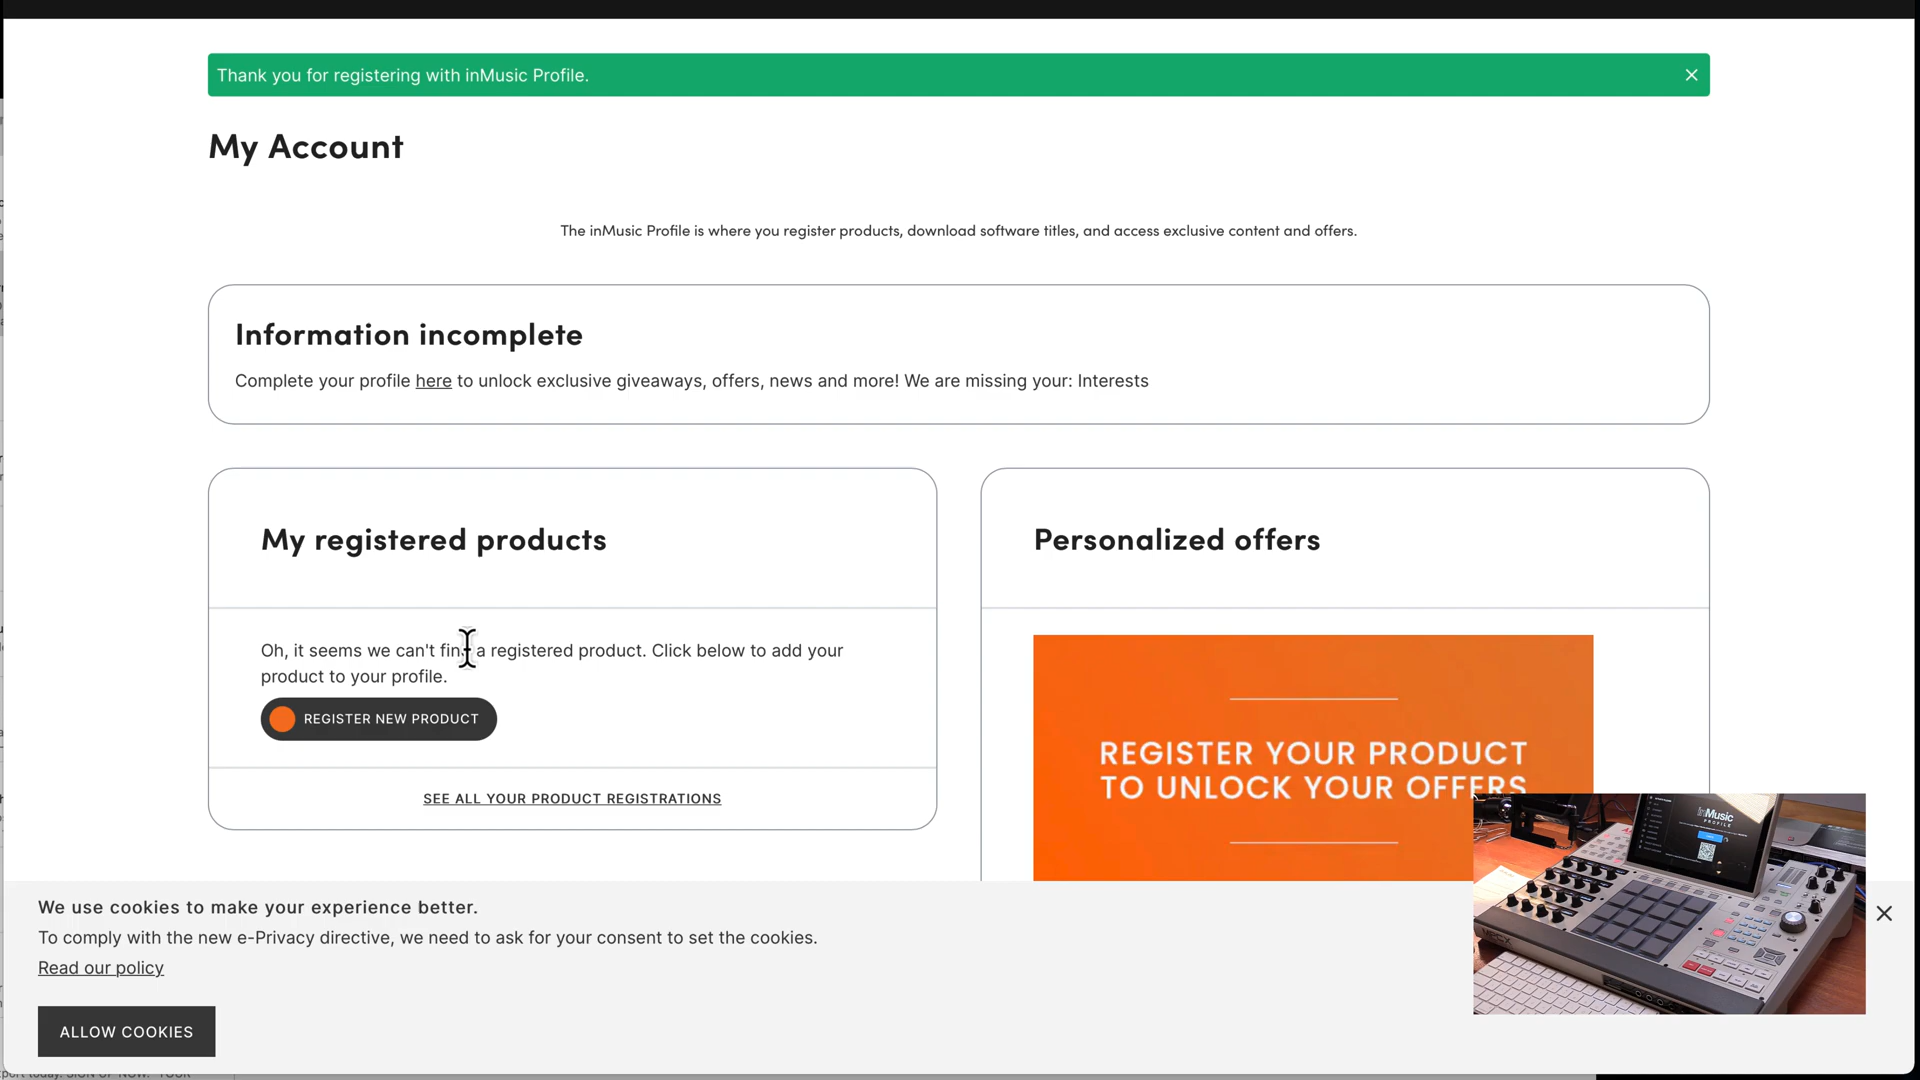 Thank you for registering with inMusic Profile.
My Account
The inMusic Profile is where you register products, download software titles, and access exclusive content and offers.
Information incomplete
Complete your profile here to unlock exclusive giveaways, offers, news and more! We are missing your: Interests
My registered products
Oh, it seems we can't find a registered product. Click below to add your
product to your profile.
REGISTER NEW PRODUCT
SEE ALL YOUR PRODUCT REGISTRATIONS
Personalized offers
REGISTER YOUR PRODUCT
TO UNLOCK YOUR OFFERS
inMusic
PROFILE
We use cookies to make your experience better.
To comply with the new e-Privacy directive, we need to ask for your consent to set the cookies.
Read our policy
ALLOW COOKIES